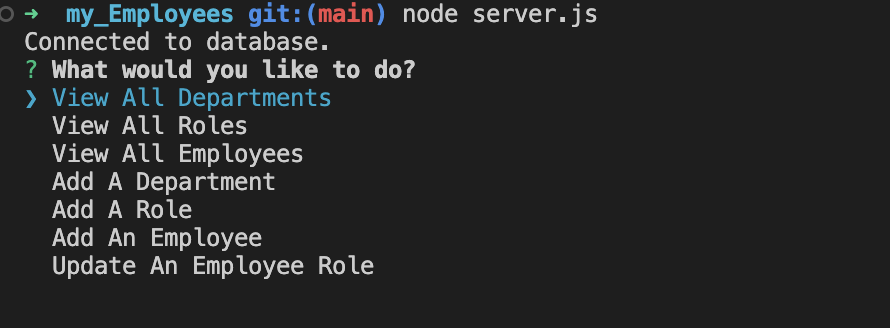 → my_Employees git:(main) node server.js
Connected to database.
? What would you like to do?
❯ View All Departments
View All Roles
View All Employees
Add A Department
Add A Role
Add An Employee
Update An Employee Role